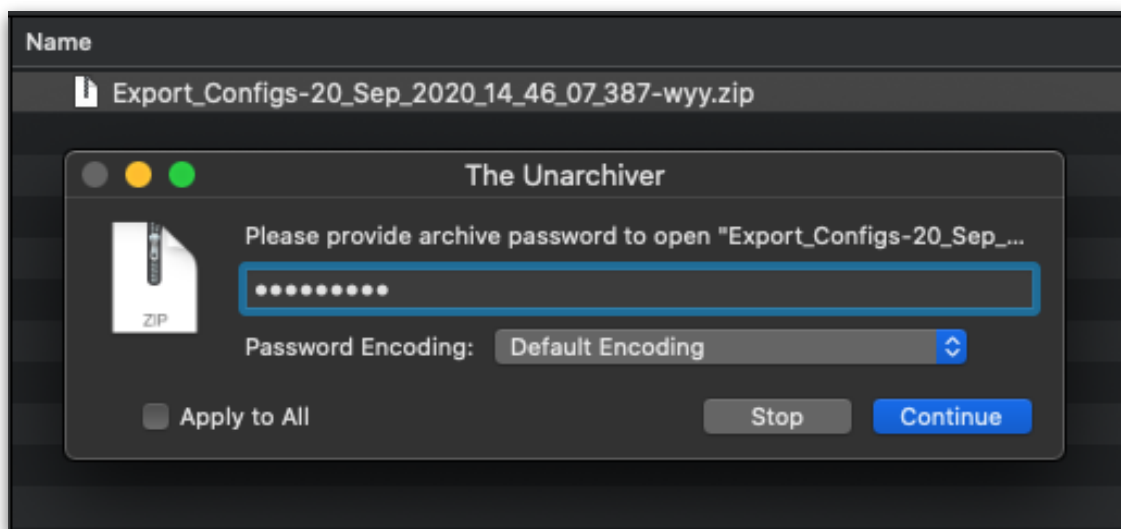 Name
Export_Configs-20_Sep_2020_14_46_07_387-wyy.zip
The Unarchiver
Please provide archive password to open "Export_Configs-20_Sep_...
•••••••••
ZIP
Password Encoding: Default Encoding
Apply to All Stop Continue